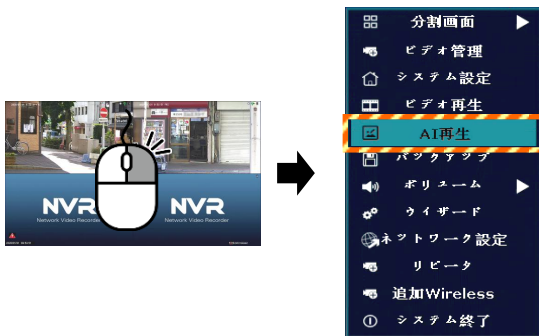 NVR
Network Video Recorder
NVR
Network Video Recorder
分割画面
ビデオ管理
システム設定
ビデオ再生
AI再生
バックアップ
ボリューム
ウィザード
ネットワーク設定
リピータ
追加Wireless
システム終了